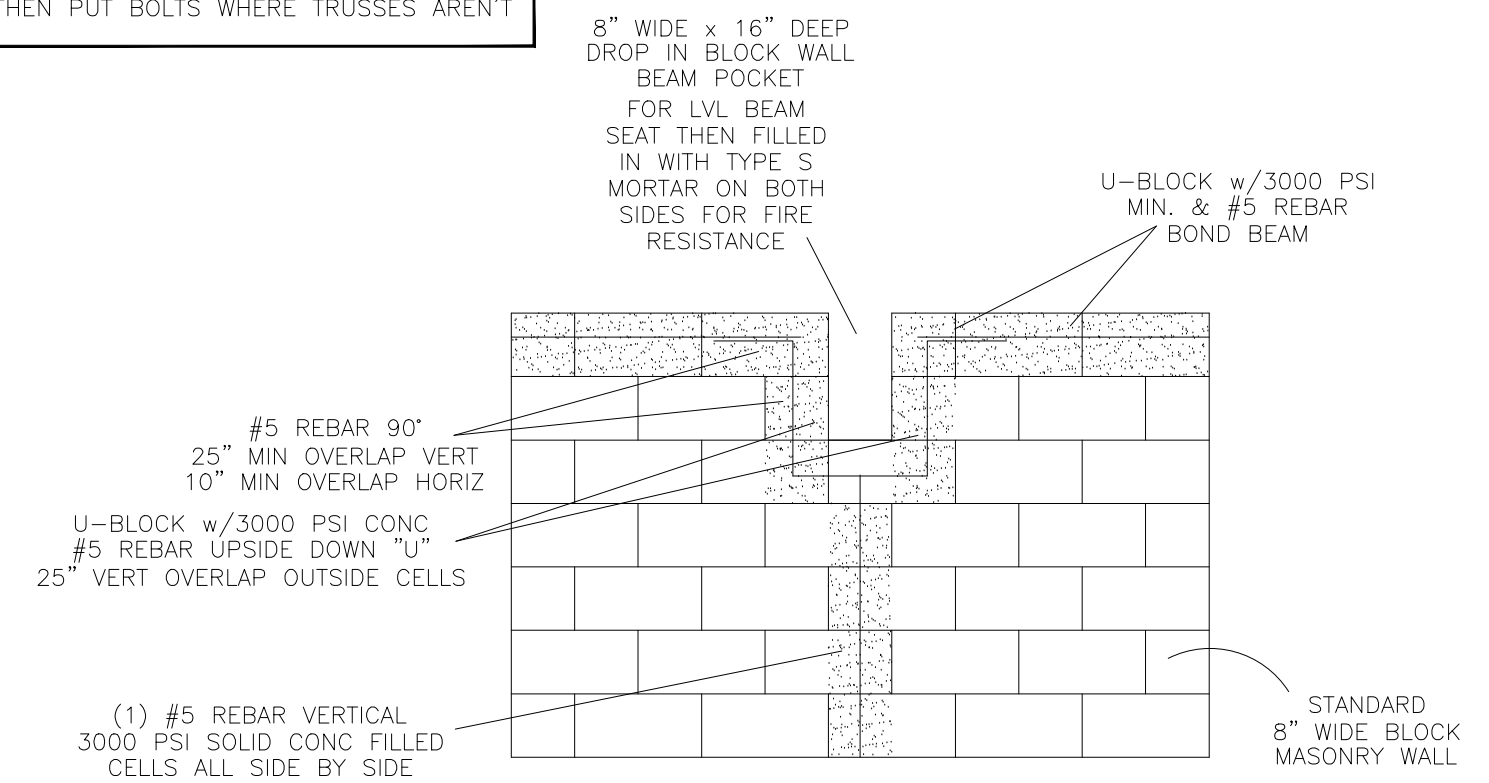 THEN PUT BOLTS WHERE TRUSSES AREN'T
8" WIDE x 16" DEEP
DROP IN BLOCK WALL
BEAM POCKET
FOR LVL BEAM
SEAT THEN FILLED
IN WITH TYPE S
MORTAR ON BOTH
SIDES FOR FIRE
RESISTANCE
U-BLOCK w/3000 PSI
MIN. & #5 REBAR
BOND BEAM
#5 REBAR 90°
25" MIN OVERLAP VERT
10" MIN OVERLAP HORIZ
U-BLOCK w/3000 PSI CONC
#5 REBAR UPSIDE DOWN "U"
25" VERT OVERLAP OUTSIDE CELLS
(1) #5 REBAR VERTICAL
3000 PSI SOLID CONC FILLED
CELLS ALL SIDE BY SIDE
STANDARD
8" WIDE BLOCK
MASONRY WALL